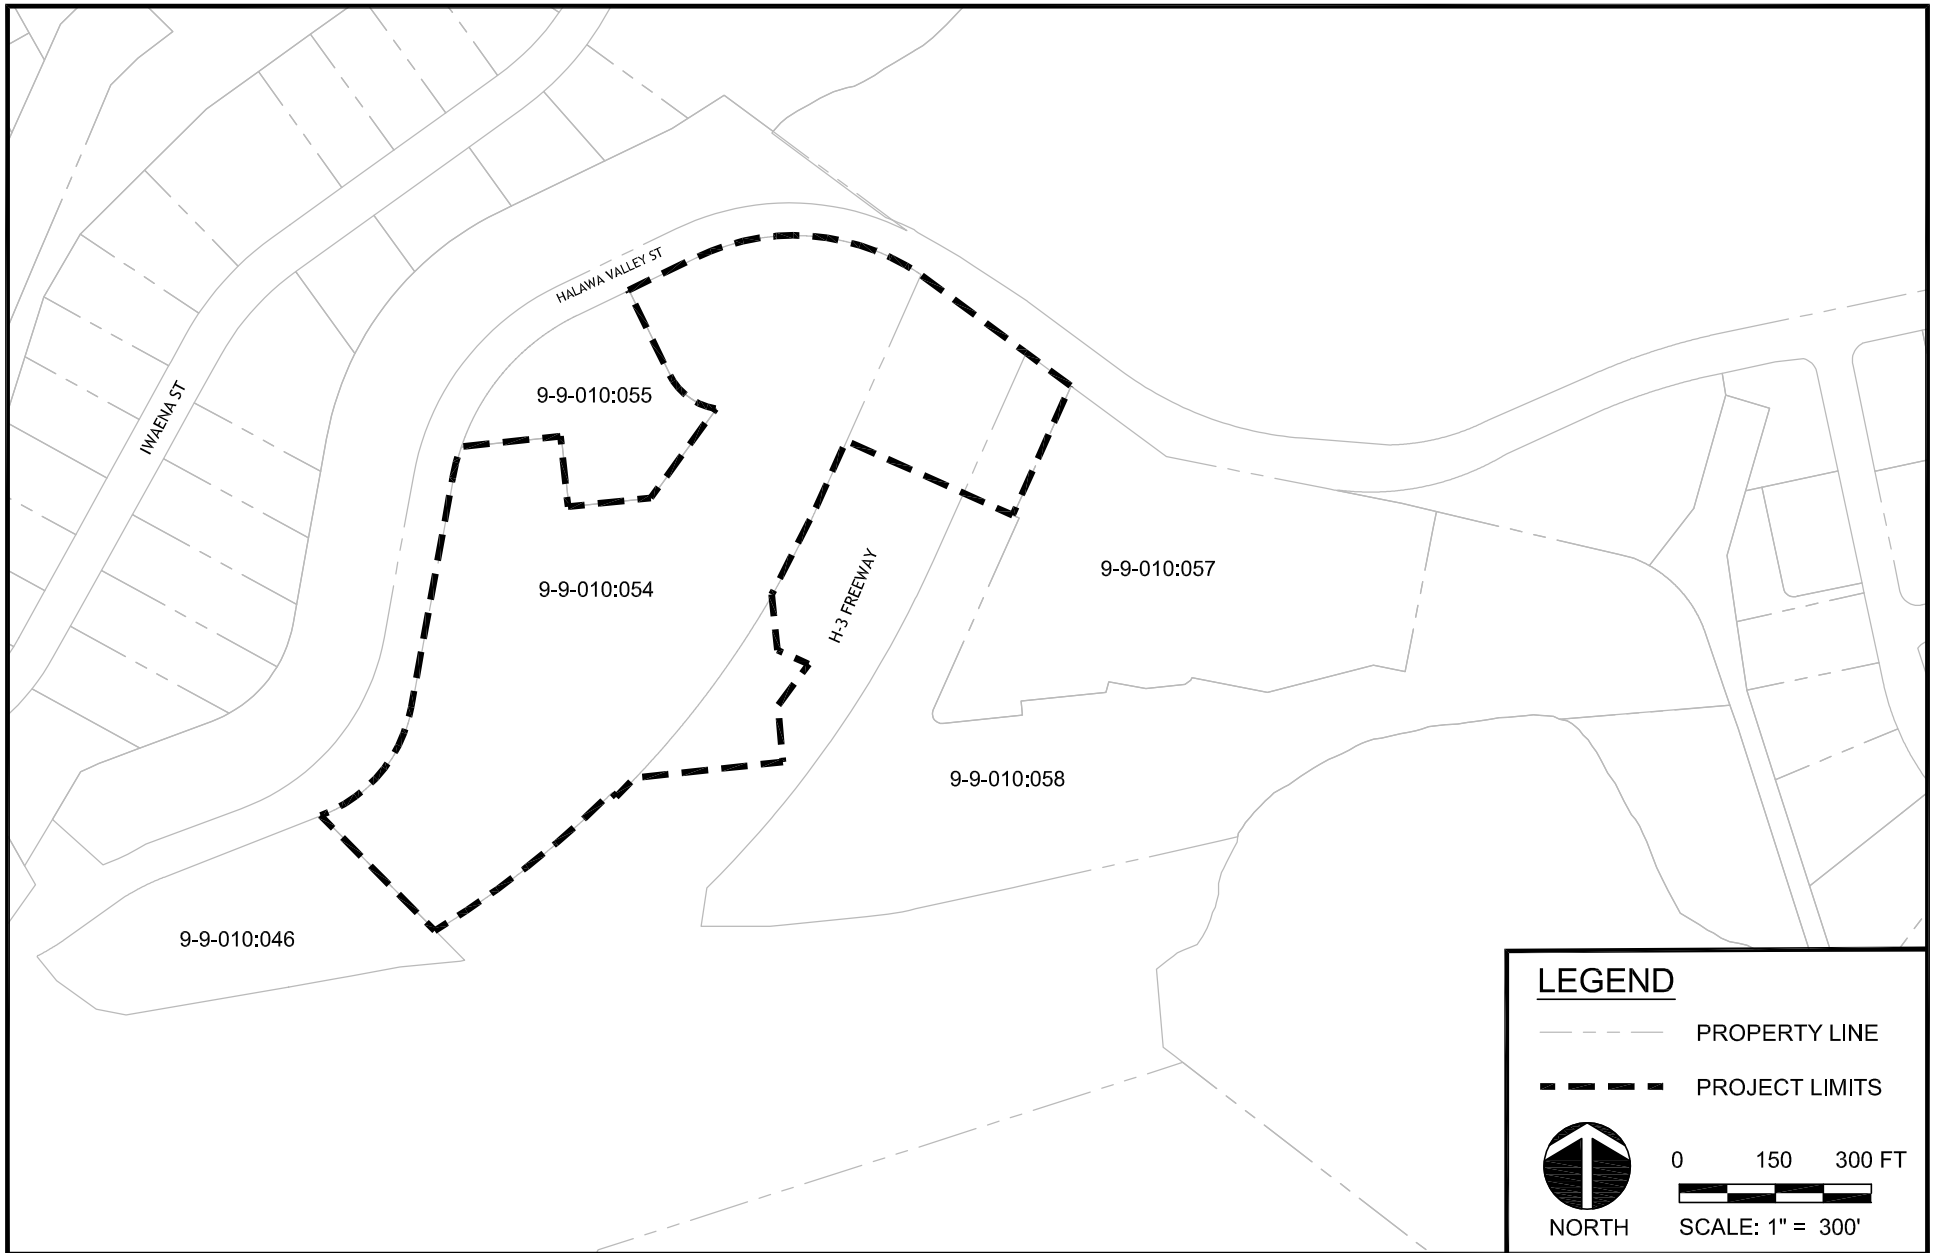 HALAWA VALLEY ST
IWAENA ST
9-9-010:055
9-9-010:054
H-3 FREEWAY
9-9-010:057
9-9-010:058
9-9-010:046
LEGEND
PROPERTY LINE
PROJECT LIMITS
0 150 300 FT
NORTH
SCALE: 1" = 300'